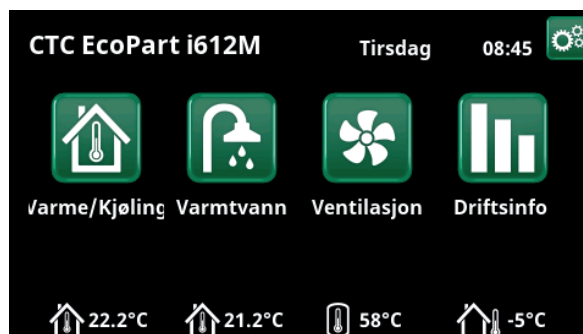 CTC EcoPart i612M Tirsdag 08:45
Varme/Kjøling Varmtvann Ventilasjon Driftsinfo
22.2°C 21.2°C 58°C -5°C